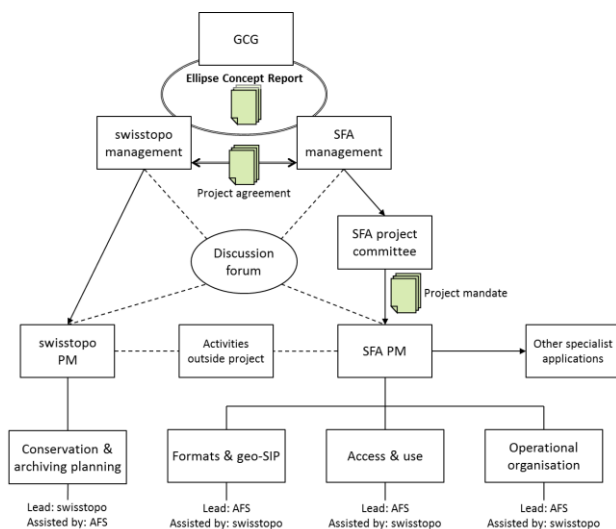 GCG
Ellipse Concept Report
swisstopo
management
SFA
management
Project agreement
SFA project
committee
Discussion
forum
Project mandate
swisstopo
PM
Activities
outside project
SFA PM
Other specialist
applications
Conservation &
archiving planning
Formats & geo-SIP
Access & use
Operational
organisation
Lead: swisstopo
Assisted by: AFS
Lead: AFS
Assisted by: swisstopo
Lead: AFS
Assisted by: swisstopo
Lead: AFS
Assisted by: swisstopo